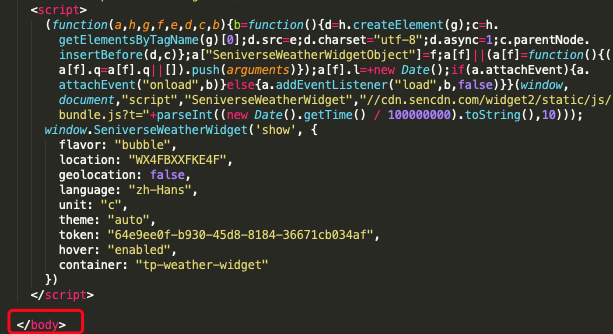 <script>
(function(a,h,g,f,e,d,c,b){b=function(){d=h.createElement(g);c=h.
getElementsByTagName(g)[0];d.src=e;d.charset="utf-8";d.async=1;c.parentNode.
insertBefore(d,c)};a["SeniverseWeatherWidgetObject"]=f;a[f]||(a[f]=function(){(
a[f].q=a[f].q||[]).push(arguments)});a[f].l=+new Date();if(a.attachEvent){a.
attachEvent("onload",b)}else{a.addEventListener("load",b,false)}}(window,
document,"script","SeniverseWeatherWidget","//cdn.sencdn.com/widget2/static/js/
bundle.js?t="+parseInt((new Date().getTime() / 100000000).toString(),10)));
window.SeniverseWeatherWidget('show', {
flavor: "bubble",
location: "WX4FBXXFKE4F",
geolocation: false,
language: "zh-Hans",
unit: "c",
theme: "auto",
token: "64e9ee0f-b930-45d8-8184-36671cb034af",
hover: "enabled",
container: "tp-weather-widget"
})
</script>
</body>